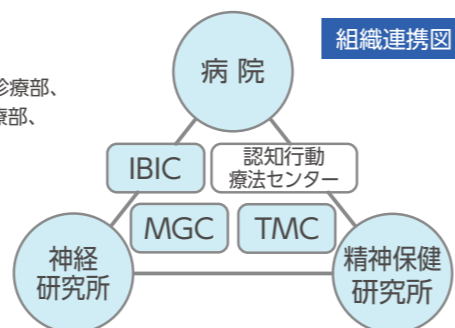 組織連携図
診療部、
療部、
病 院
IBIC
認知行動
療法センター
MGC
TMC
神経
研究所
精神保健
研究所